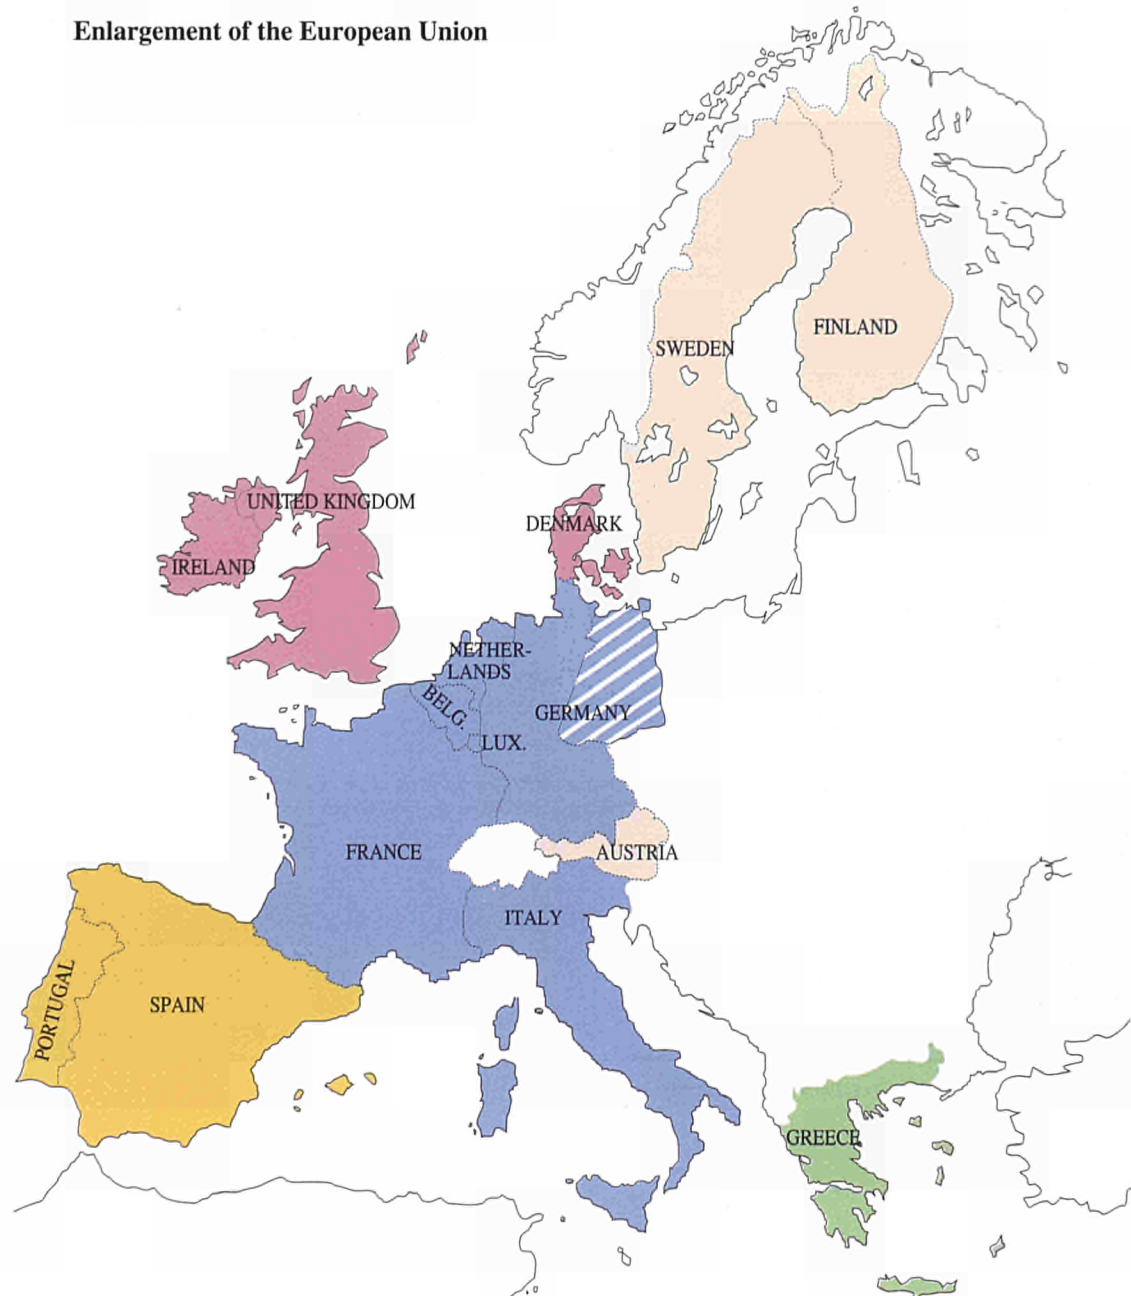 Enlargement of the European Union
FINLAND
SWEDEN
UNITED KINGDOM
DENMARK
IRELAND
NETHER-
LANDS
BELG.
GERMANY
LUX.
FRANCE
AUSTRIA
ITALY
PORTUGAL
SPAIN
GREECE